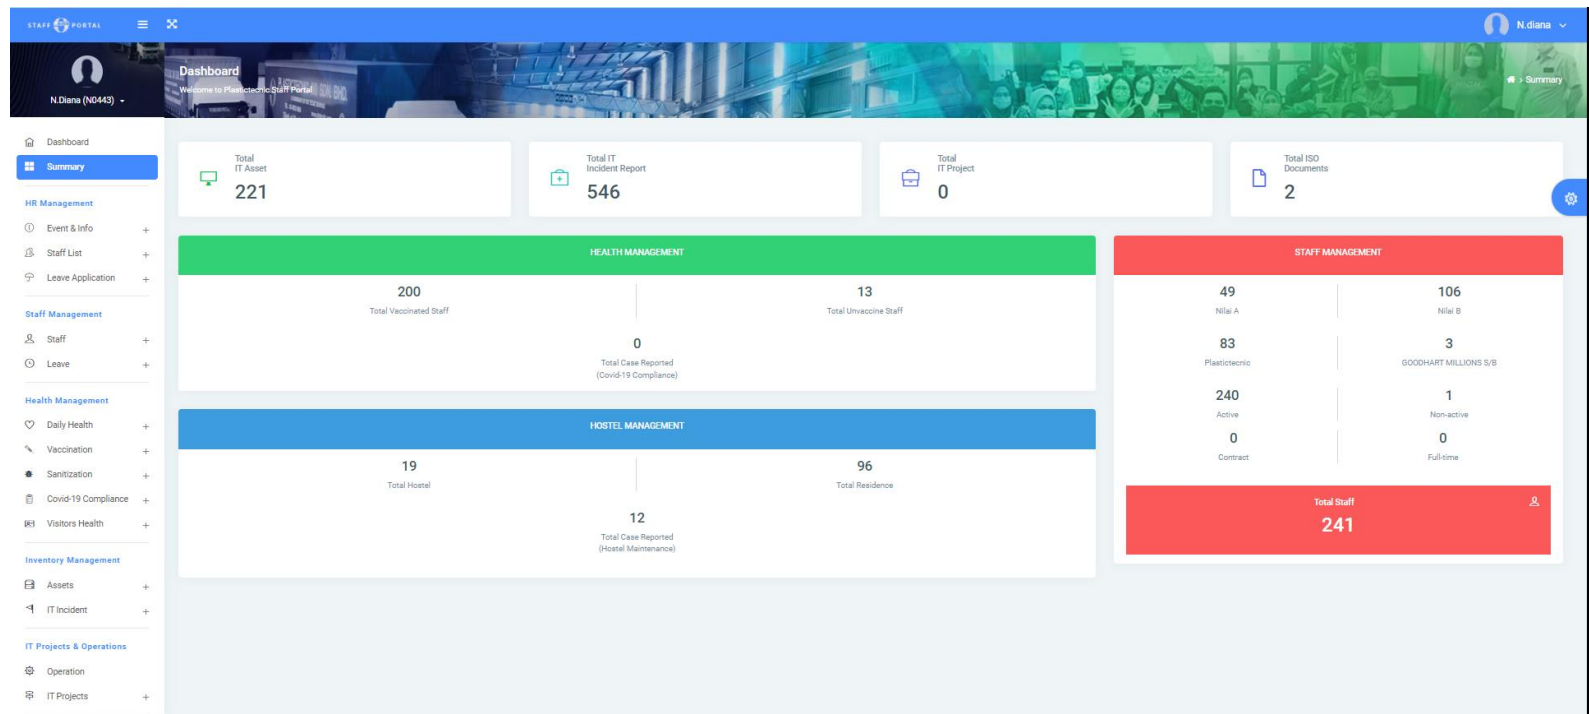 STAFF PORTAL
N.diana
N.Diana (N0443)
Dashboard
Welcome to Plastictecnic Staff Portal
> Summary
Dashboard
Summary
HR Management
Event & Info +
Staff List +
Leave Application +
Staff Management
Staff +
Leave +
Health Management
Daily Health +
Vaccination +
Sanitization +
Covid-19 Compliance +
Visitors Health +
Inventory Management
Assets +
IT Incident +
IT Projects & Operations
Operation
IT Projects +
Total
IT Asset
221
Total IT
Incident Report
546
Total
IT Project
0
Total ISO
Documents
2
HEALTH MANAGEMENT
200
Total Vaccinated Staff
13
Total Unvaccine Staff
0
Total Case Reported
(Covid-19 Compliance)
HOSTEL MANAGEMENT
19
Total Hostel
96
Total Residence
12
Total Case Reported
(Hostel Maintenance)
STAFF MANAGEMENT
49
Nilai A
106
Nilai B
83
Plastictecnic
3
GOODHART MILLIONS S/B
240
Active
1
Non-active
0
Contract
0
Full-time
Total Staff
241